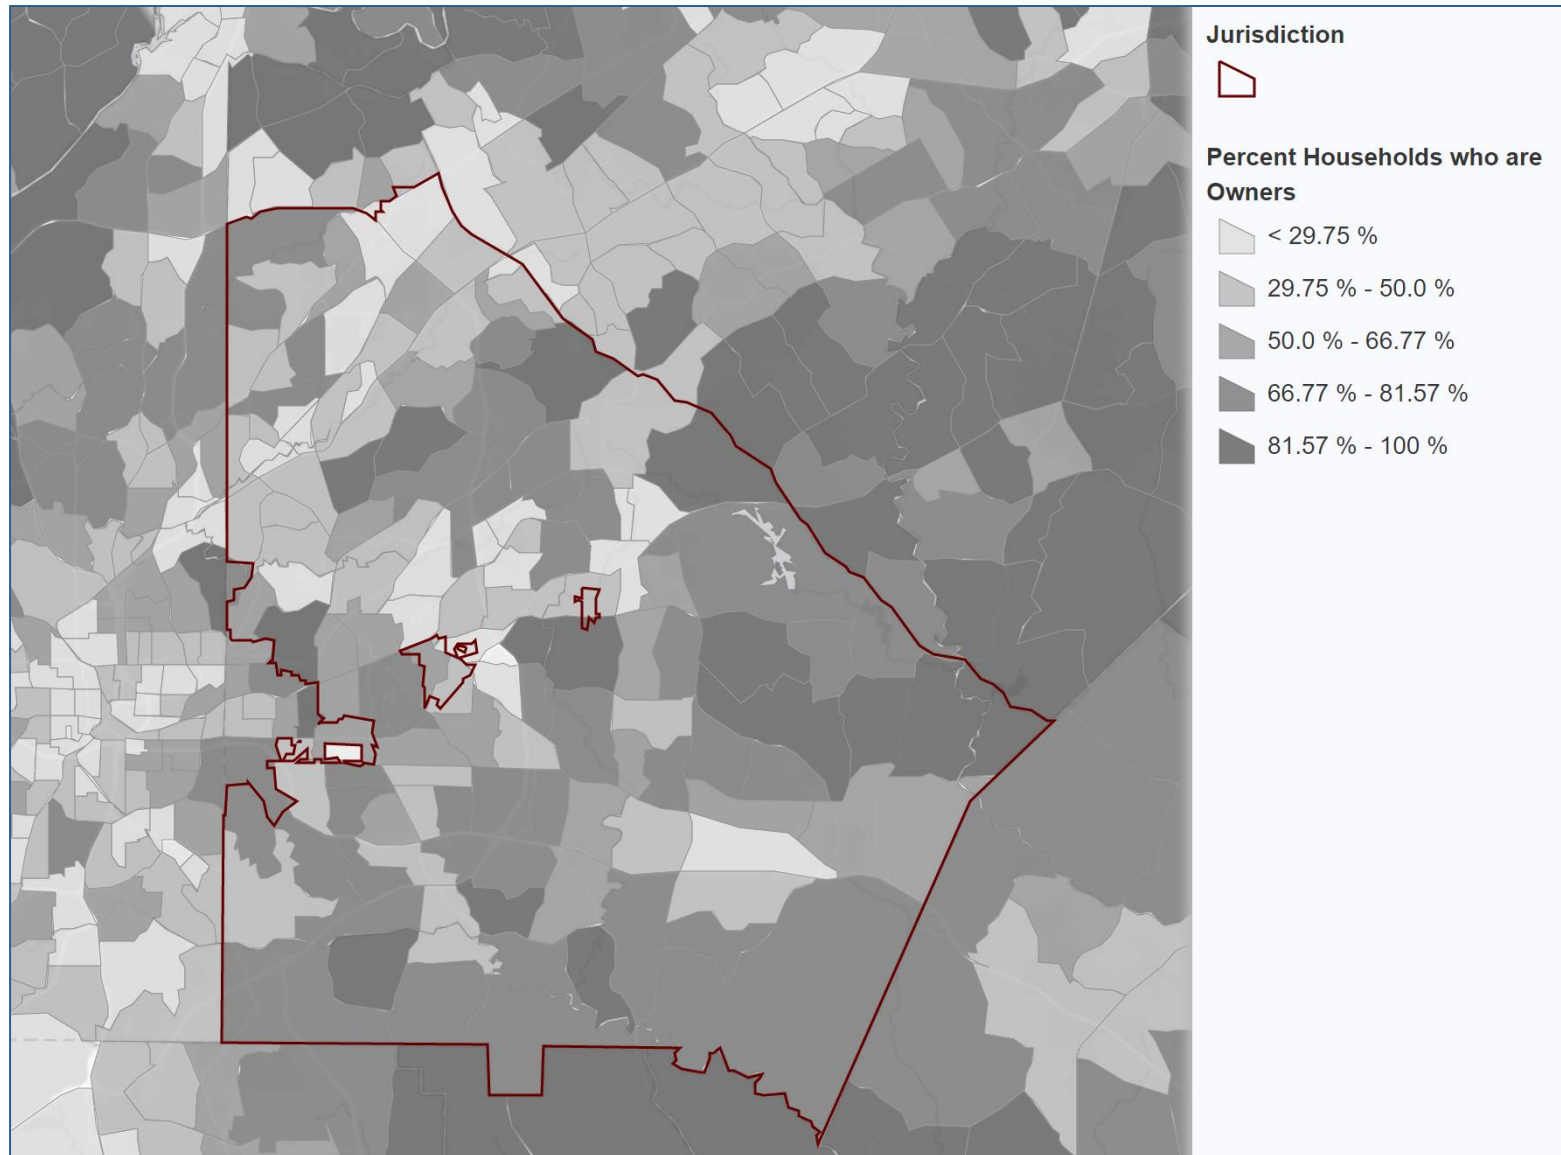 Jurisdiction
Percent Households who are
Owners
< 29.75 %
29.75 % - 50.0 %
50.0 % - 66.77 %
66.77 % - 81.57 %
81.57 % - 100 %